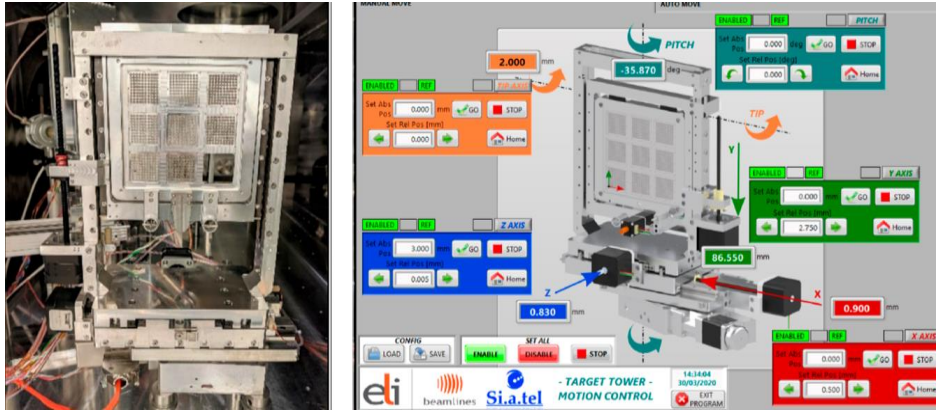 MANUAL MOVE
AUTO MOVE
ENABLED REF PITCH
Set Abs Pos 0.000 deg GO STOP
Set Rel Pos (deg)
0.000 Home
PITCH
-35.870 deg
2.000 mm
ENABLED REF TIP AXIS
Set Abs Pos 0.000 mm GO STOP
Set Rel Pos (mm)
0.000 Home
TIP
Y
ENABLED REF Y AXIS
Set Abs Pos 0.000 mm GO STOP
Set Rel Pos (mm)
2.750 Home
ENABLED REF Z AXIS
Set Abs Pos 3.000 mm GO STOP
Set Rel Pos (mm)
0.005 Home
86.550 mm
Z
X
0.830 mm
0.900 mm
ENABLED REF X AXIS
Set Abs Pos 0.000 mm GO STOP
Set Rel Pos (mm)
0.500 Home
CONFIG
LOAD SAVE
SET ALL
ENABLE DISABLE STOP
eli beamlines Si.a.tel
- TARGET TOWER -
MOTION CONTROL
14:34:04
30/03/2020
EXIT PROGRAM